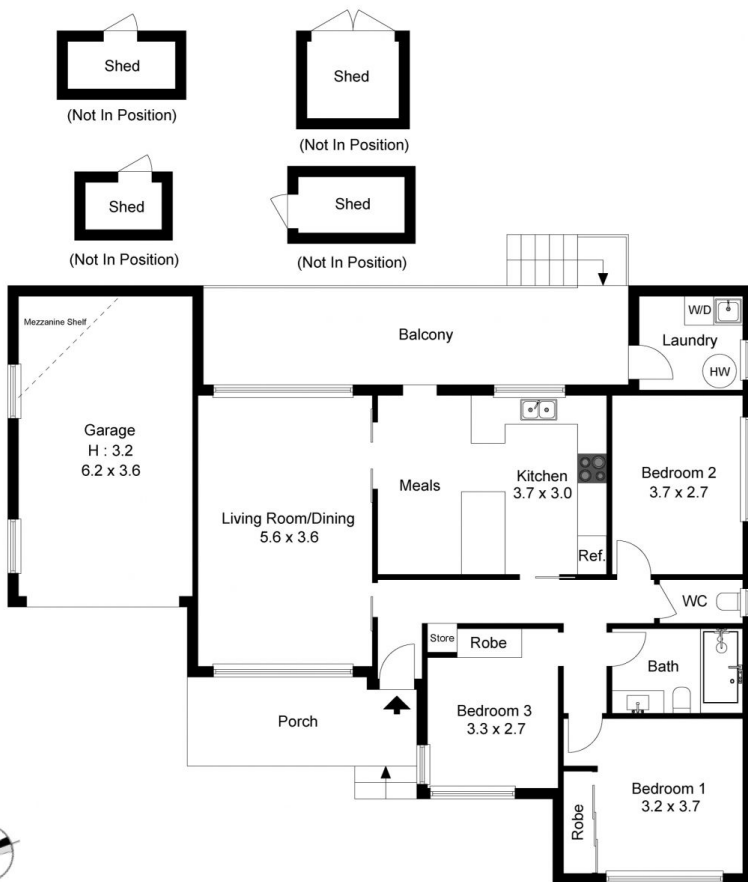 Shed
(Not In Position)
Shed
(Not In Position)
Shed
(Not In Position)
Shed
(Not In Position)
Mezzanine Shelf
Balcony
W/D
Laundry
HW
Garage
H : 3.2
6.2 x 3.6
Living Room/Dining
5.6 x 3.6
Meals
Kitchen
3.7 x 3.0
Ref.
Bedroom 2
3.7 x 2.7
WC
Store
Robe
Bath
Porch
Bedroom 3
3.3 x 2.7
Robe
Bedroom 1
3.2 x 3.7